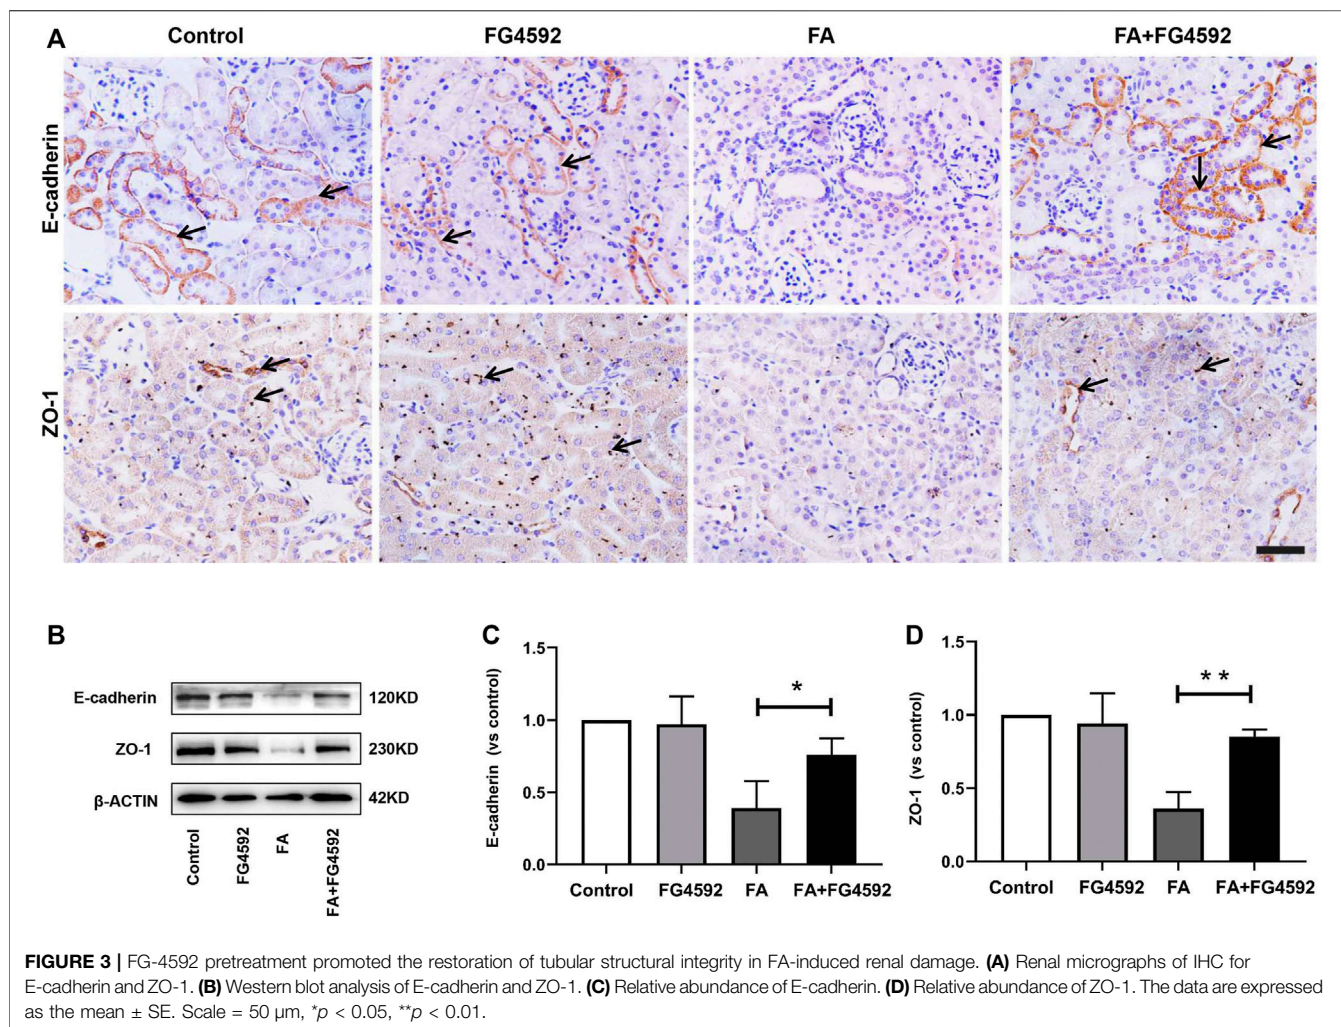 A
Control
FG4592
FA
FA+FG4592
E-cadherin
ZO-1
B
E-cadherin
120KD
ZO-1
230KD
β-ACTIN
42KD
Control
FG4592
FA
FA+FG4592
C
E-cadherin (vs control)
1.5
1.0
0.5
0.0
*
Control
FG4592
FA
FA+FG4592
D
ZO-1 (vs control)
1.5
1.0
0.5
0.0
**
Control
FG4592
FA
FA+FG4592
FIGURE 3 | FG-4592 pretreatment promoted the restoration of tubular structural integrity in FA-induced renal damage. (A) Renal micrographs of IHC for
E-cadherin and ZO-1. (B) Western blot analysis of E-cadherin and ZO-1. (C) Relative abundance of E-cadherin. (D) Relative abundance of ZO-1. The data are expressed
as the mean ± SE. Scale = 50 μm, *p < 0.05, **p < 0.01.